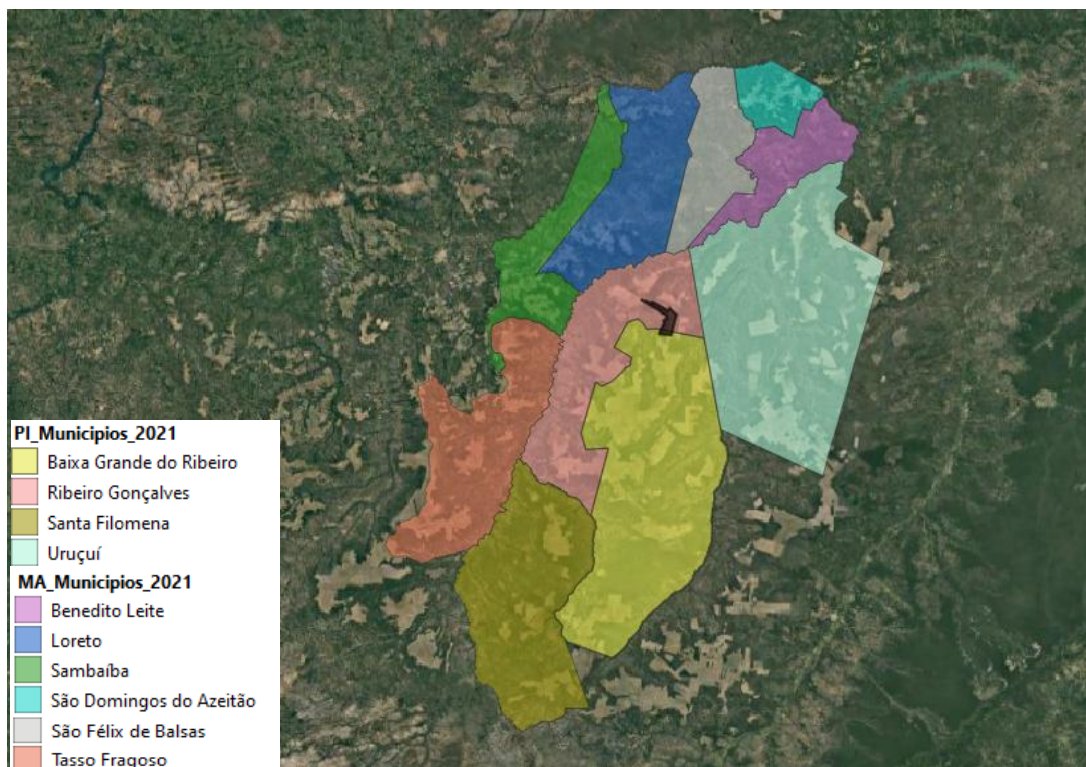 PI_Municipios_2021
Baixa Grande do Ribeiro
Ribeiro Gonçalves
Santa Filomena
Uruçuí
MA_Municipios_2021
Benedito Leite
Loreto
Sambaíba
São Domingos do Azeitão
São Félix de Balsas
Tasso Fragoso